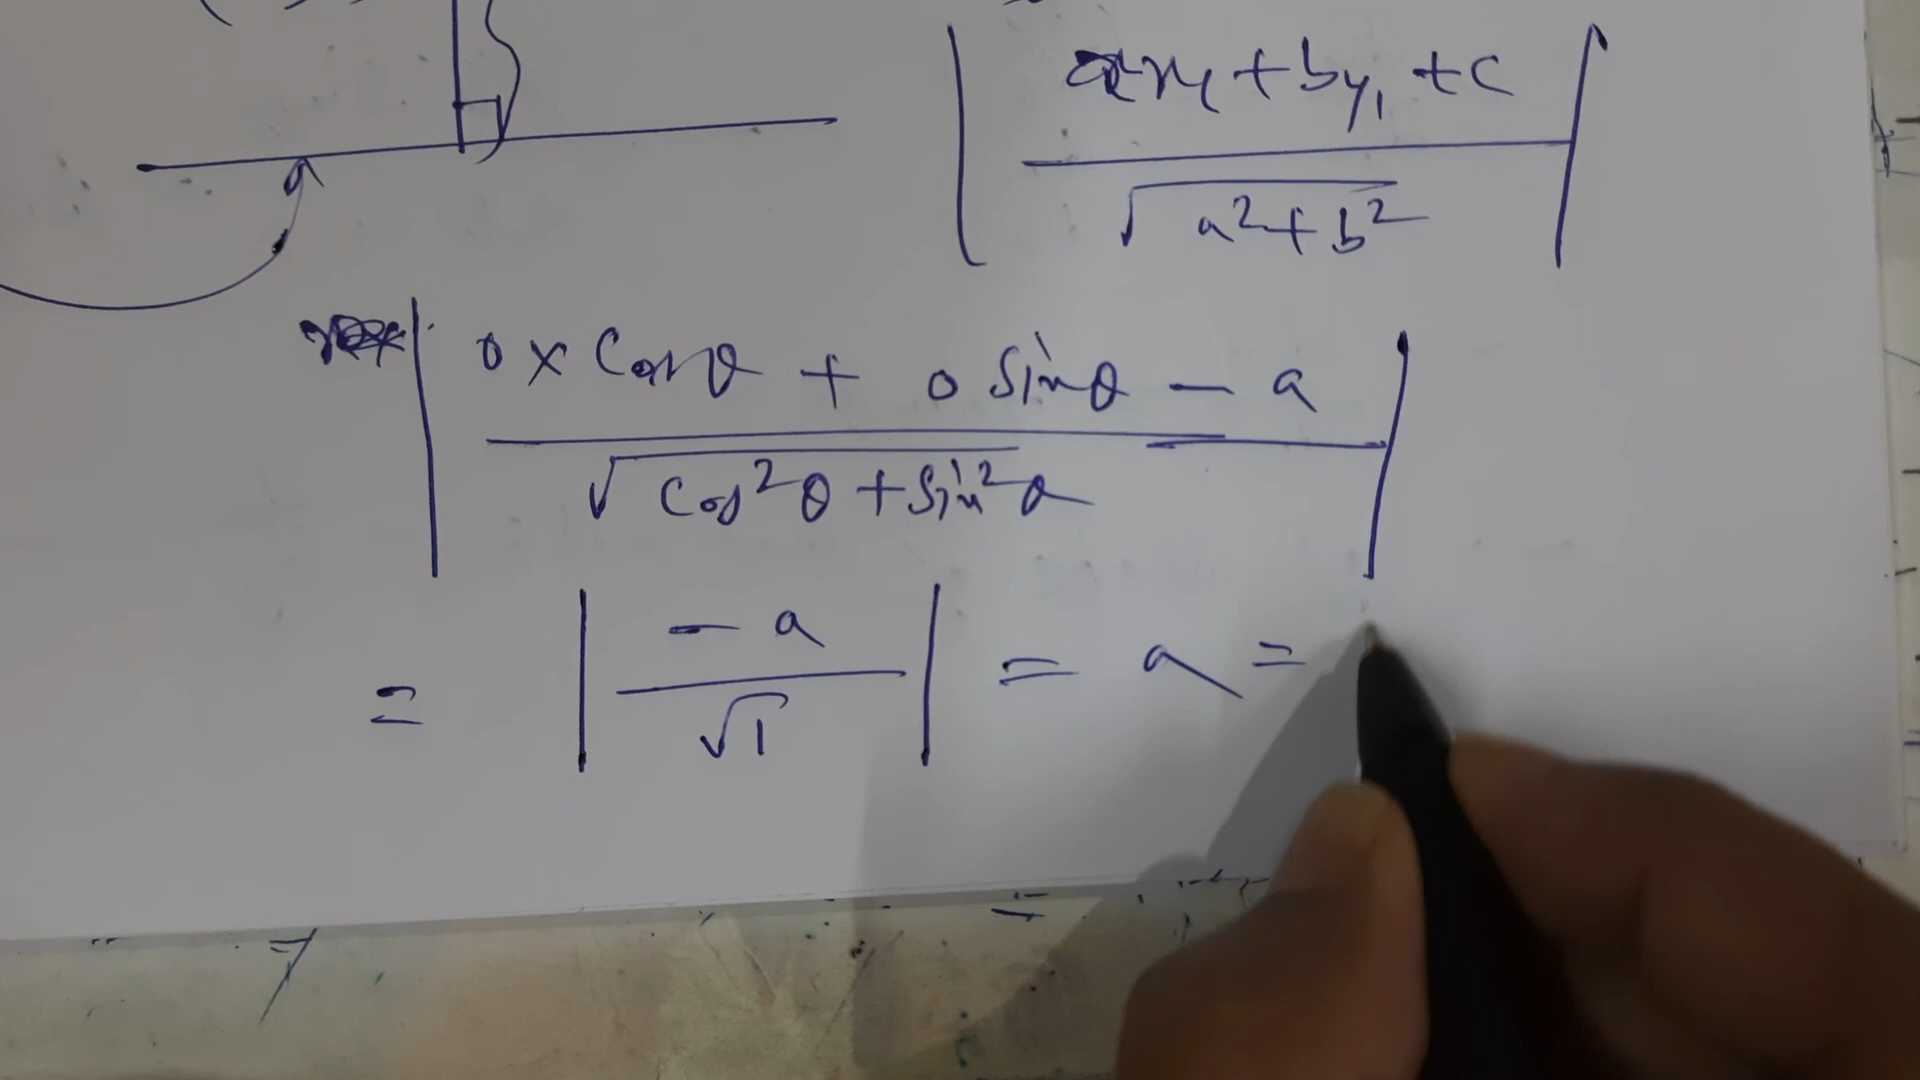 | ax₁ + by₁ + c |
√a² + b²
| 0 × Cosθ + 0 Sinθ - a |
√Cos²θ + Sin²θ
= | - a | = a =
√1